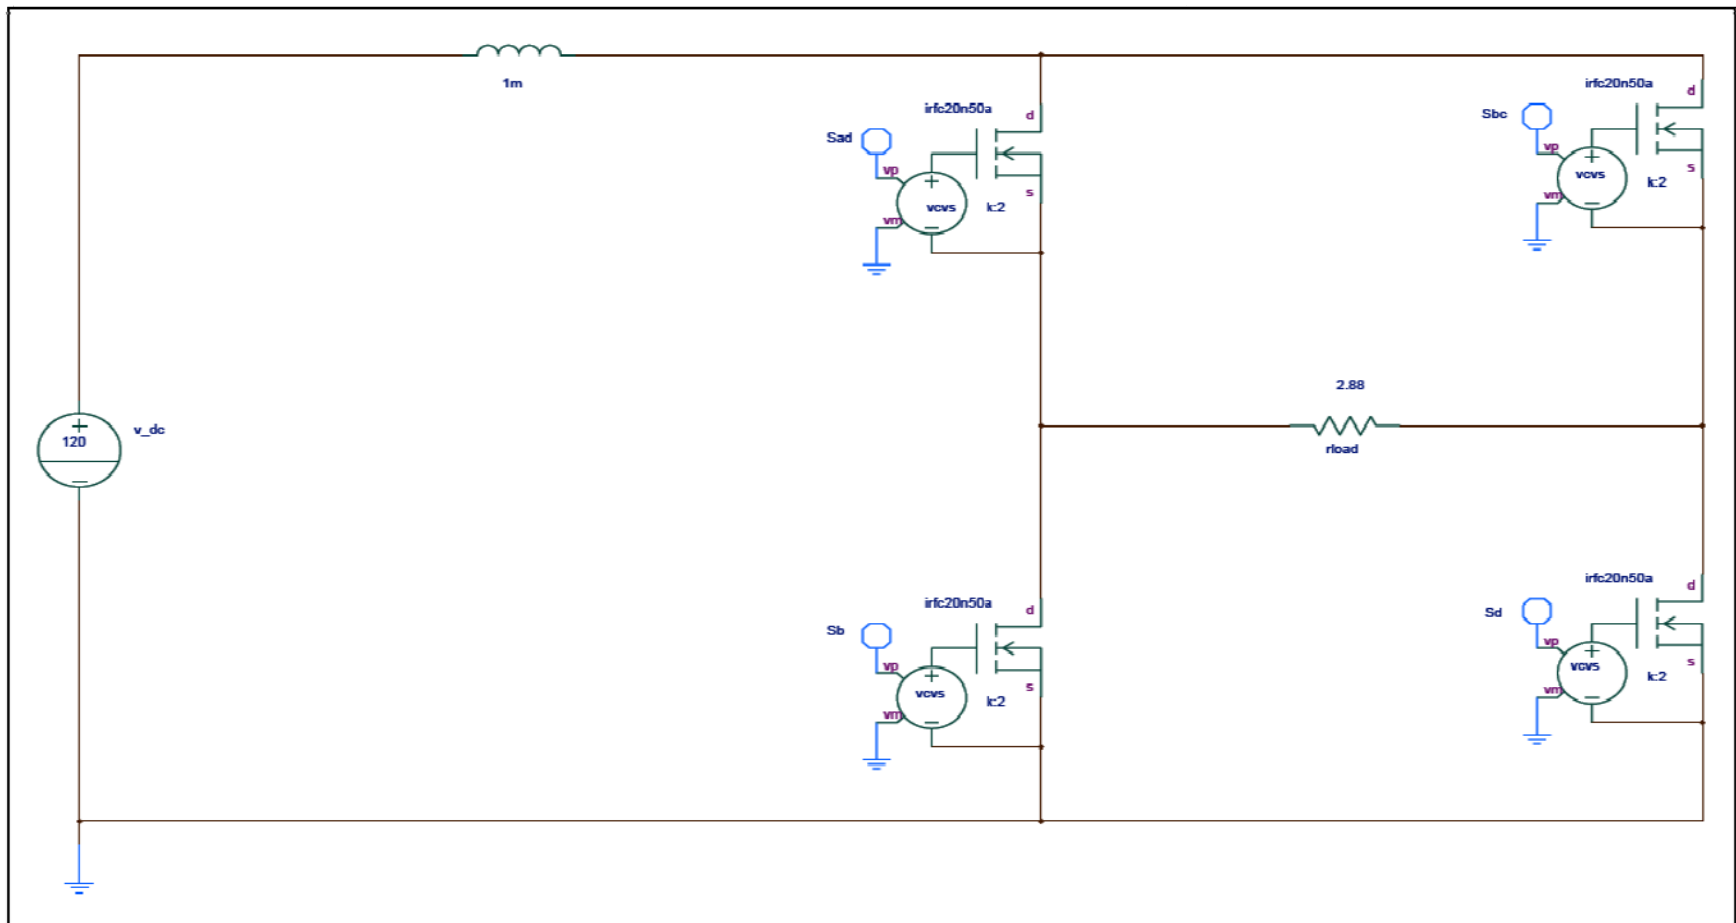 1m
irfc20n50a
d
Sad
vp
+
vcvs
k:2
s
vm
−
irfc20n50a
d
Sbc
vp
+
vcvs
k:2
s
vm
−
2.88
rload
+
120
v_dc
−
irfc20n50a
d
Sb
vp
+
vcvs
k:2
s
vm
−
irfc20n50a
d
Sd
vp
+
vcvs
k:2
s
vm
−